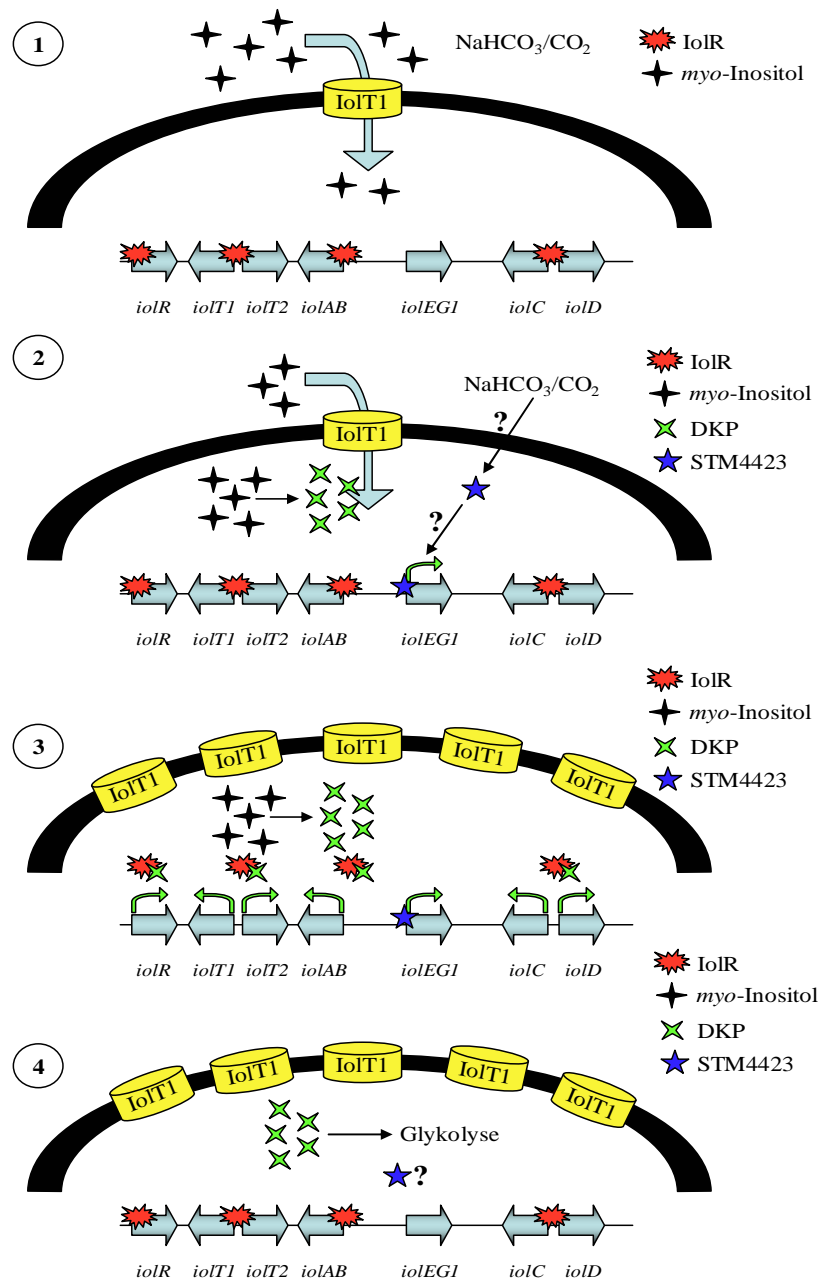 1
NaHCO3/CO2
IolR
myo-Inositol
IolT1
iolR iolT1 iolT2 iolAB iolEG1 iolC iolD
2
IolR
myo-Inositol
DKP
STM4423
NaHCO3/CO2
?
IolT1
?
iolR iolT1 iolT2 iolAB iolEG1 iolC iolD
3
IolR
myo-Inositol
DKP
STM4423
IolT1 IolT1 IolT1 IolT1 IolT1
iolR iolT1 iolT2 iolAB iolEG1 iolC iolD
4
IolR
myo-Inositol
DKP
STM4423
IolT1 IolT1 IolT1 IolT1 IolT1
Glykolyse
?
iolR iolT1 iolT2 iolAB iolEG1 iolC iolD